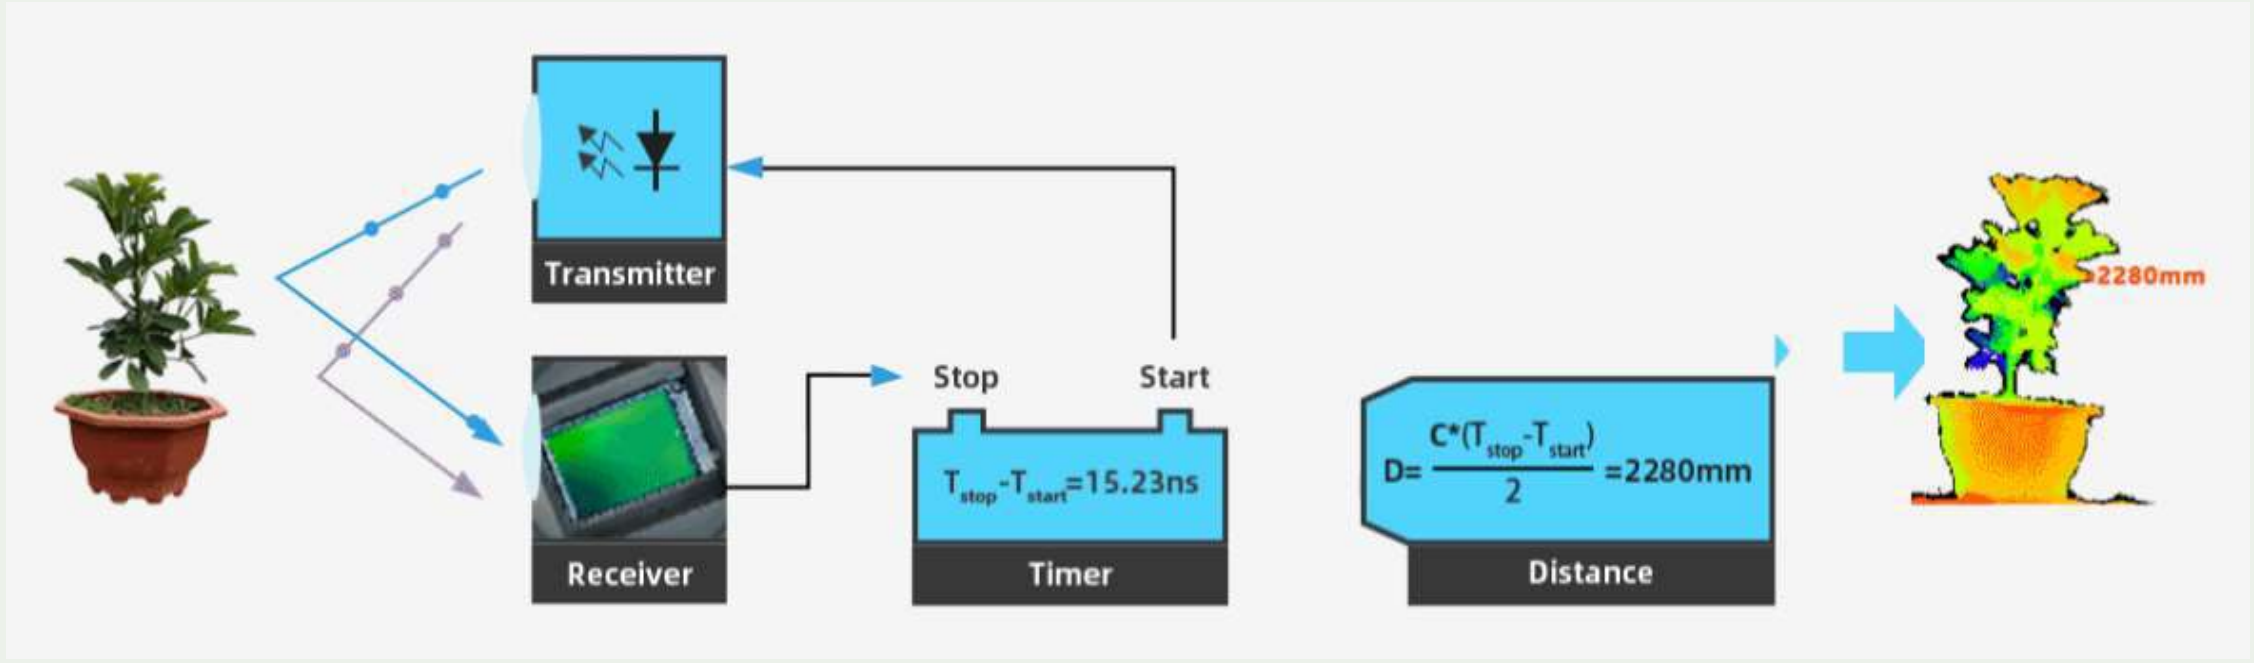 Transmitter
Receiver
Stop
Start
Tstop-Tstart=15.23ns
Timer
D= C*(Tstop-Tstart) / 2 =2280mm
Distance
2280mm